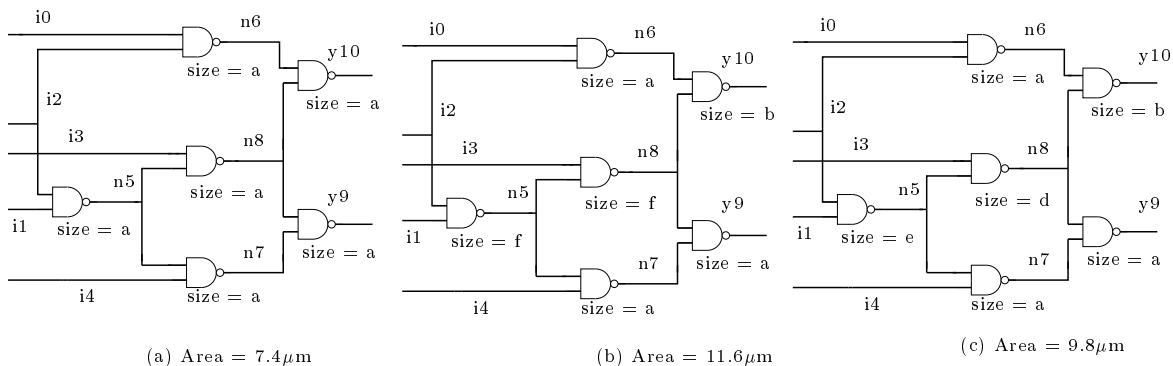 i0
n6
y10
size = a
i2
size = a
i3
n8
n5
size = a
y9
i1
size = a
n7
size = a
i4
size = a
(a) Area = 7.4μm
i0
n6
y10
size = a
i2
size = b
i3
n8
n5
size = f
y9
i1
size = f
n7
size = a
i4
size = a
(b) Area = 11.6μm
i0
n6
y10
size = a
i2
size = b
i3
n8
n5
size = d
y9
i1
size = e
n7
size = a
i4
size = a
(c) Area = 9.8μm